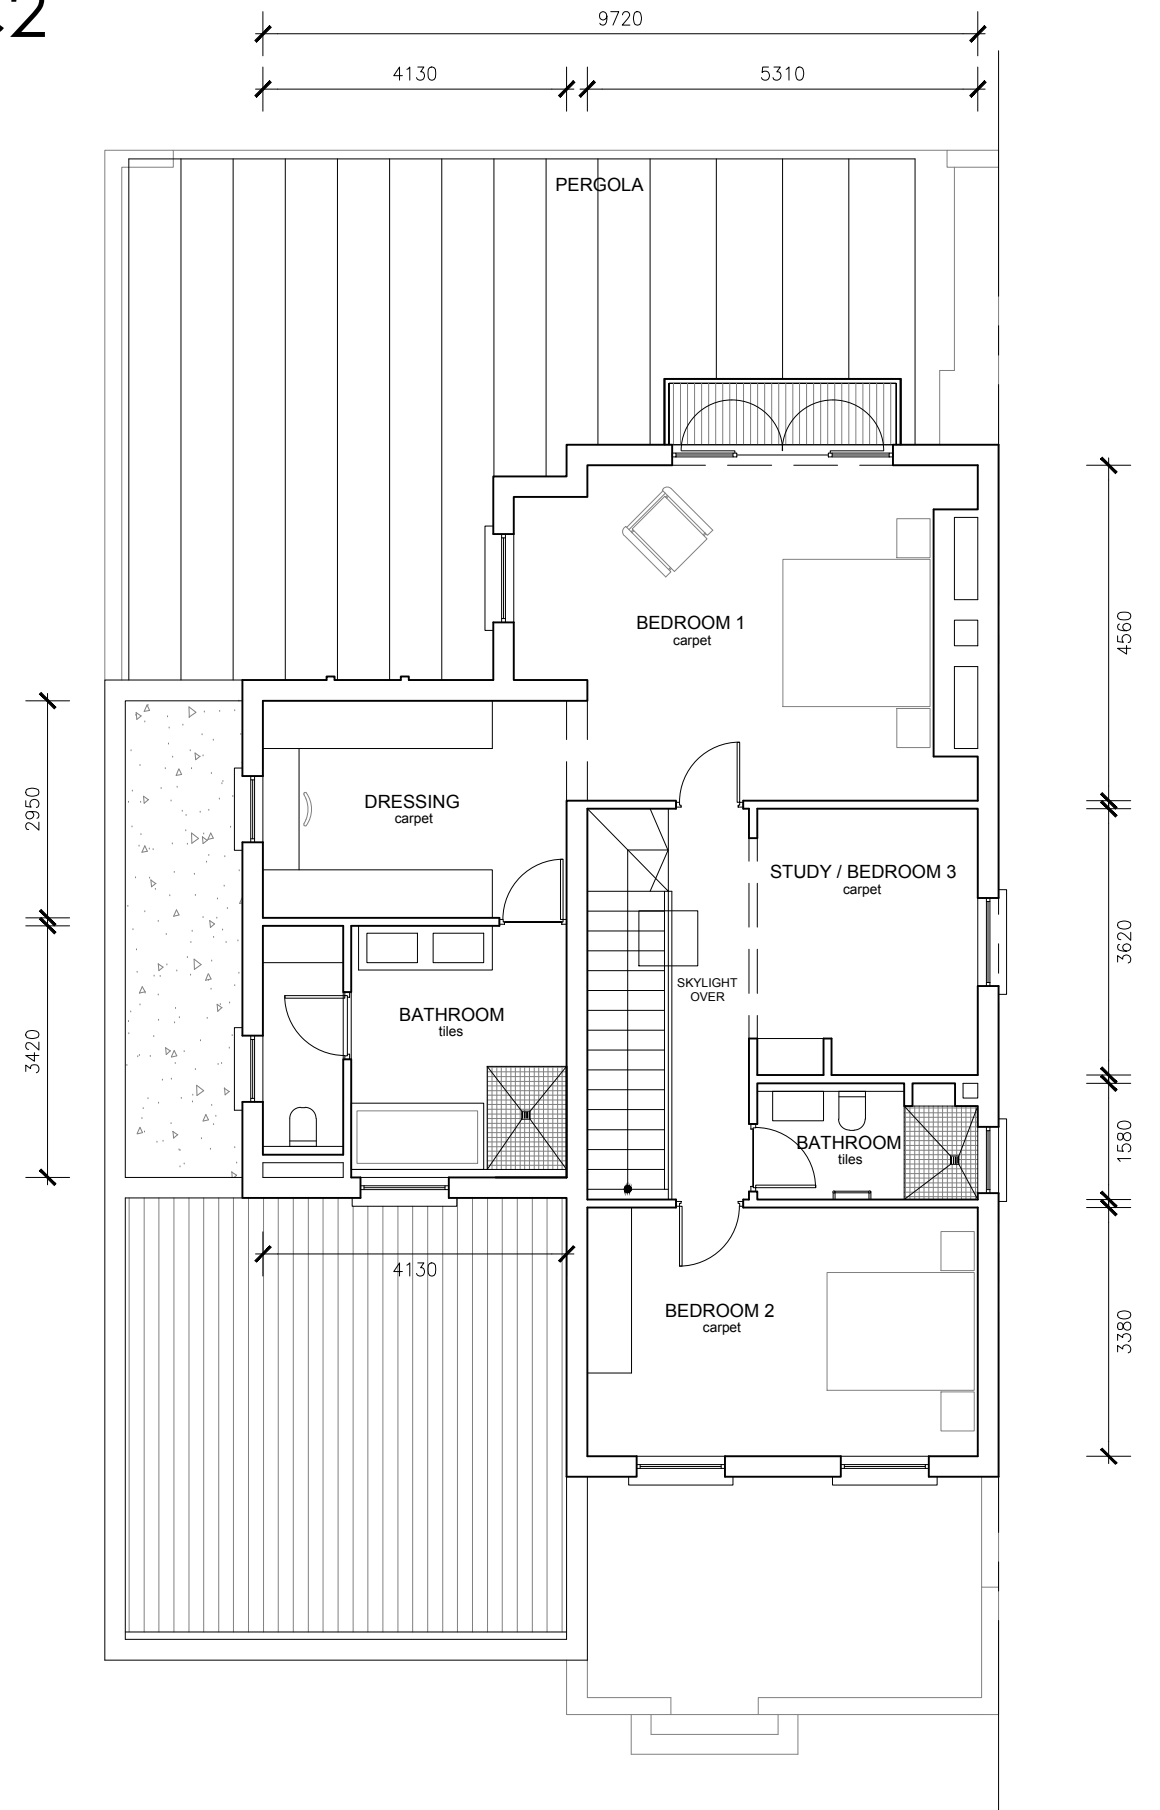 9720
4130
5310
PERGOLA
BEDROOM 1
carpet
4560
2950
DRESSING
carpet
STUDY / BEDROOM 3
carpet
3620
SKYLIGHT
OVER
BATHROOM
tiles
3420
BATHROOM
tiles
1580
4130
BEDROOM 2
carpet
3380